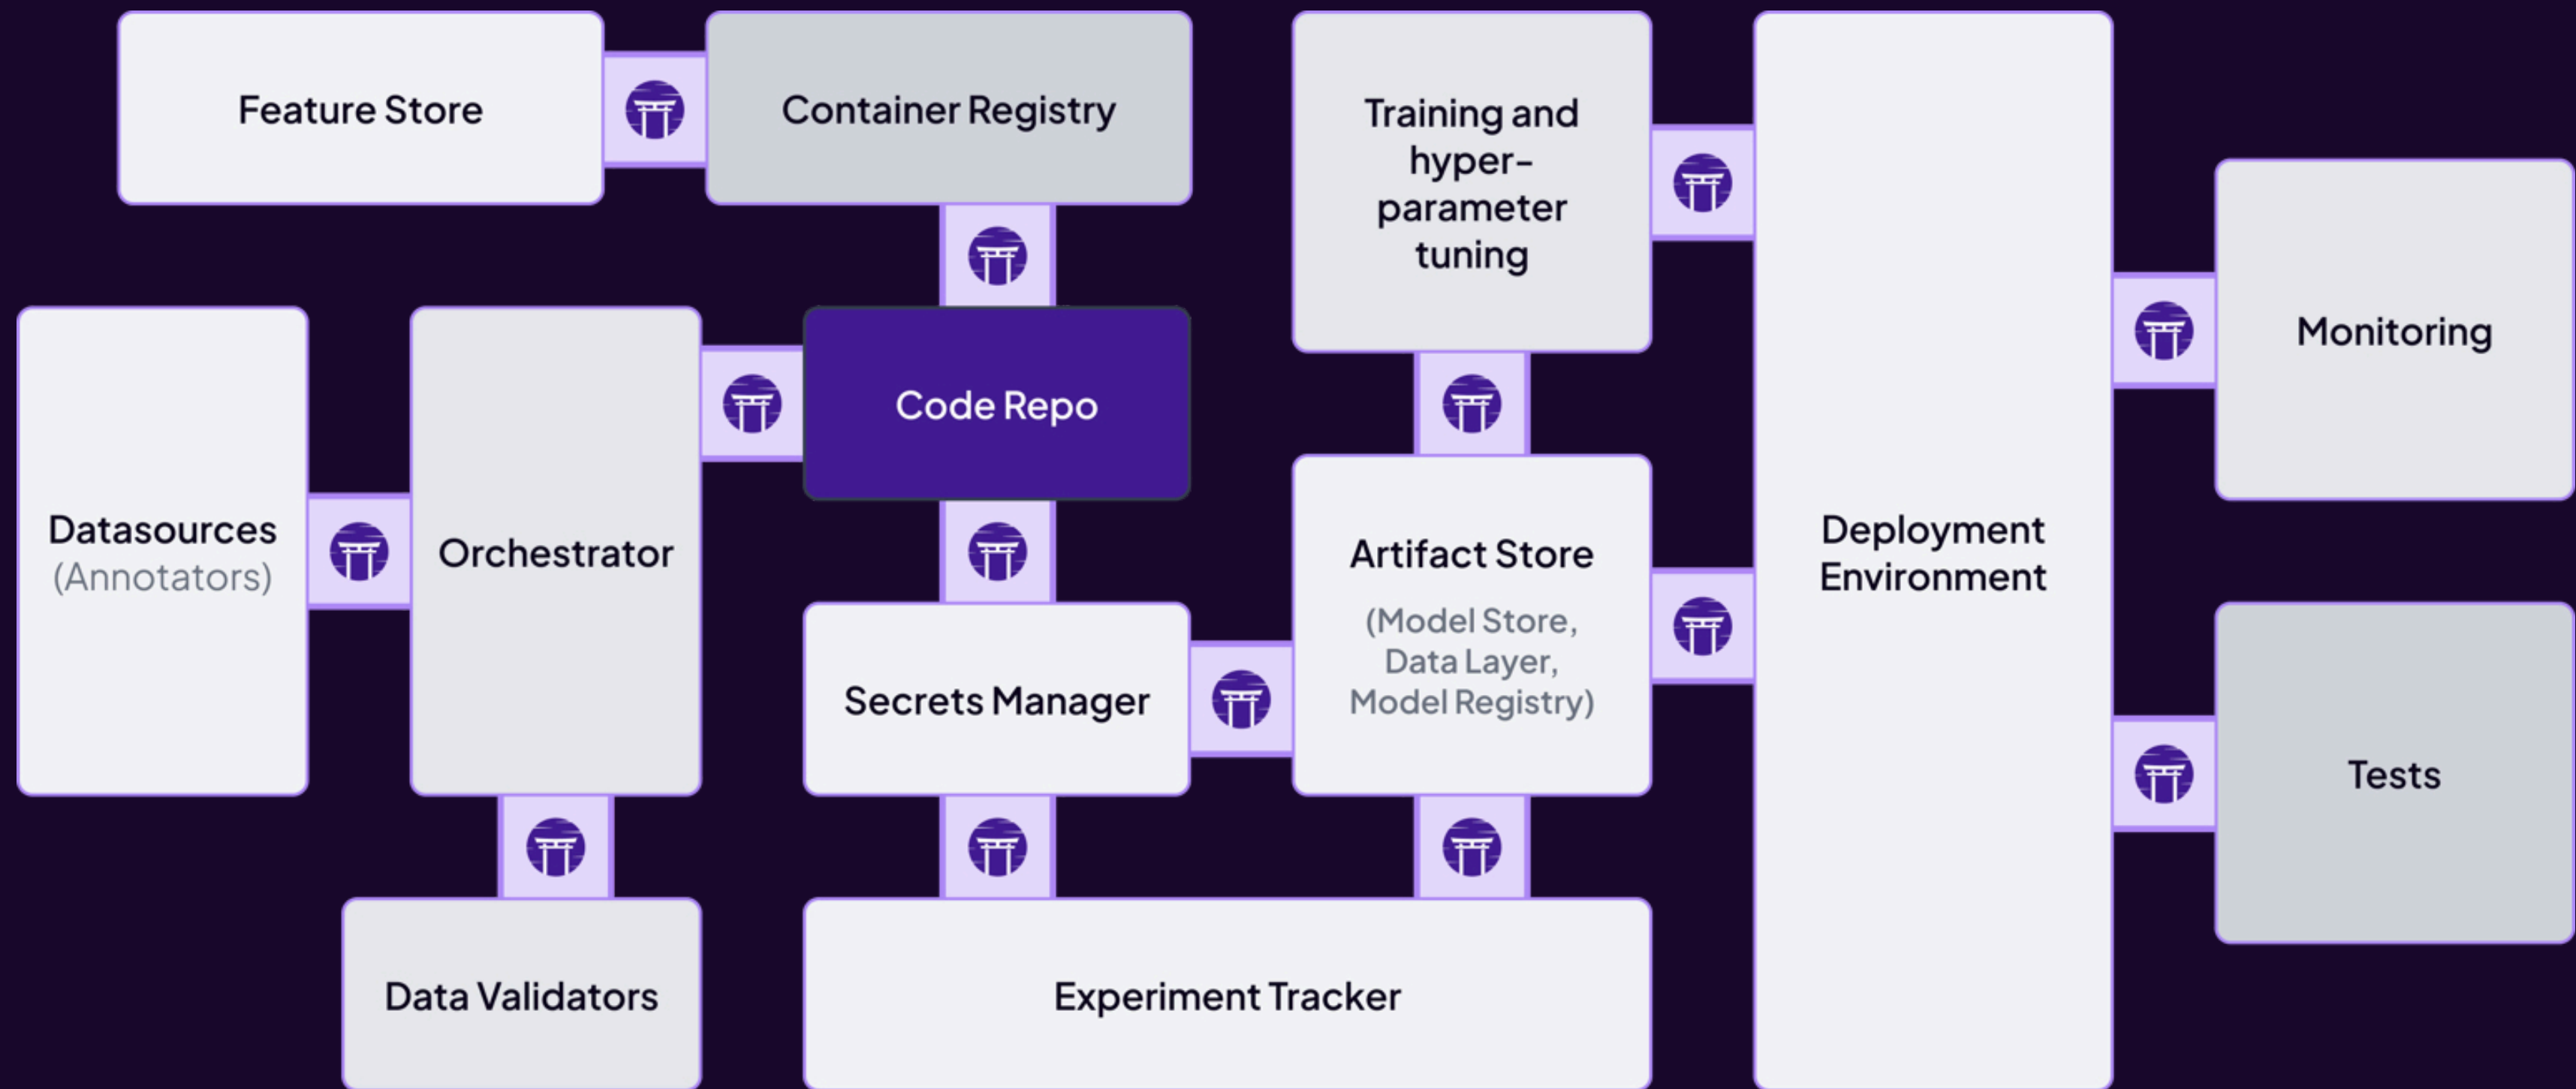 Feature Store
Container Registry
Training and
hyper-
parameter
tuning
Monitoring
Code Repo
Datasources
(Annotators)
Orchestrator
Artifact Store
(Model Store,
Data Layer,
Model Registry)
Deployment
Environment
Secrets Manager
Tests
Data Validators
Experiment Tracker